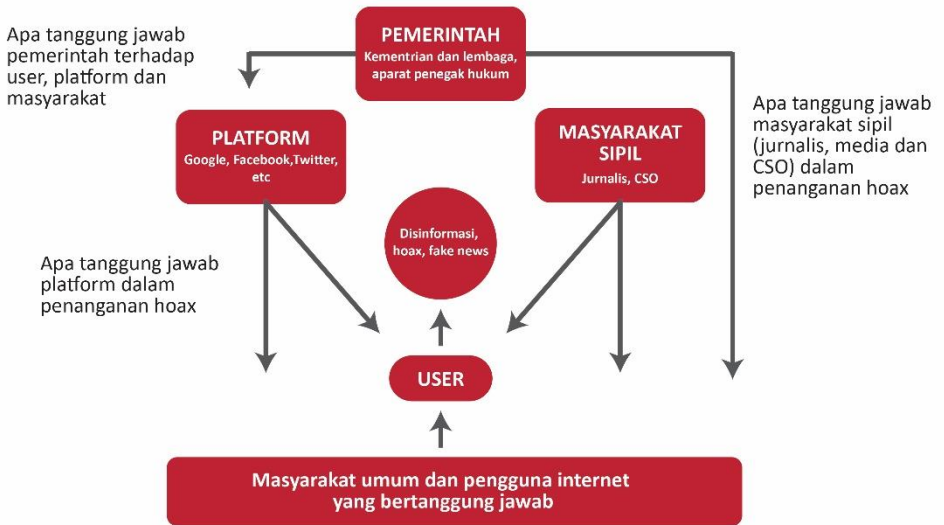 PEMERINTAH
Kementrian dan lembaga,
aparat penegak hukum
Apa tanggung jawab
pemerintah terhadap
user, platform dan
masyarakat
PLATFORM
Google, Facebook,Twitter,
etc
MASYARAKAT
SIPIL
Jurnalis, CSO
Apa tanggung jawab
masyarakat sipil
(jurnalis, media dan
CSO) dalam
penanganan hoax
Disinformasi,
hoax, fake news
Apa tanggung jawab
platform dalam
penanganan hoax
USER
Masyarakat umum dan pengguna internet
yang bertanggung jawab